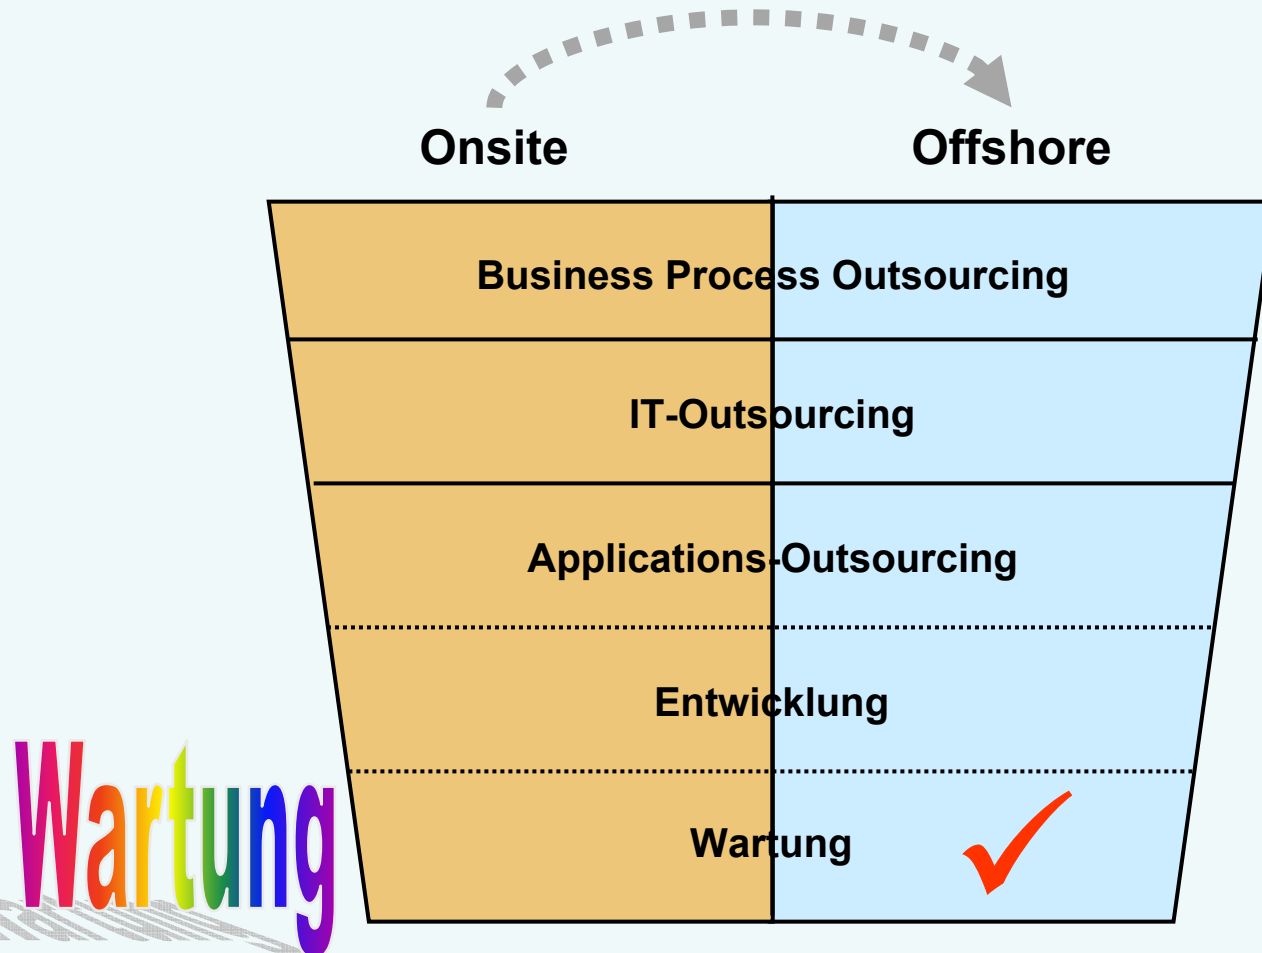 Onsite Offshore
Business Process Outsourcing
IT-Outsourcing
Applications-Outsourcing
Entwicklung
Wartung
Wartung